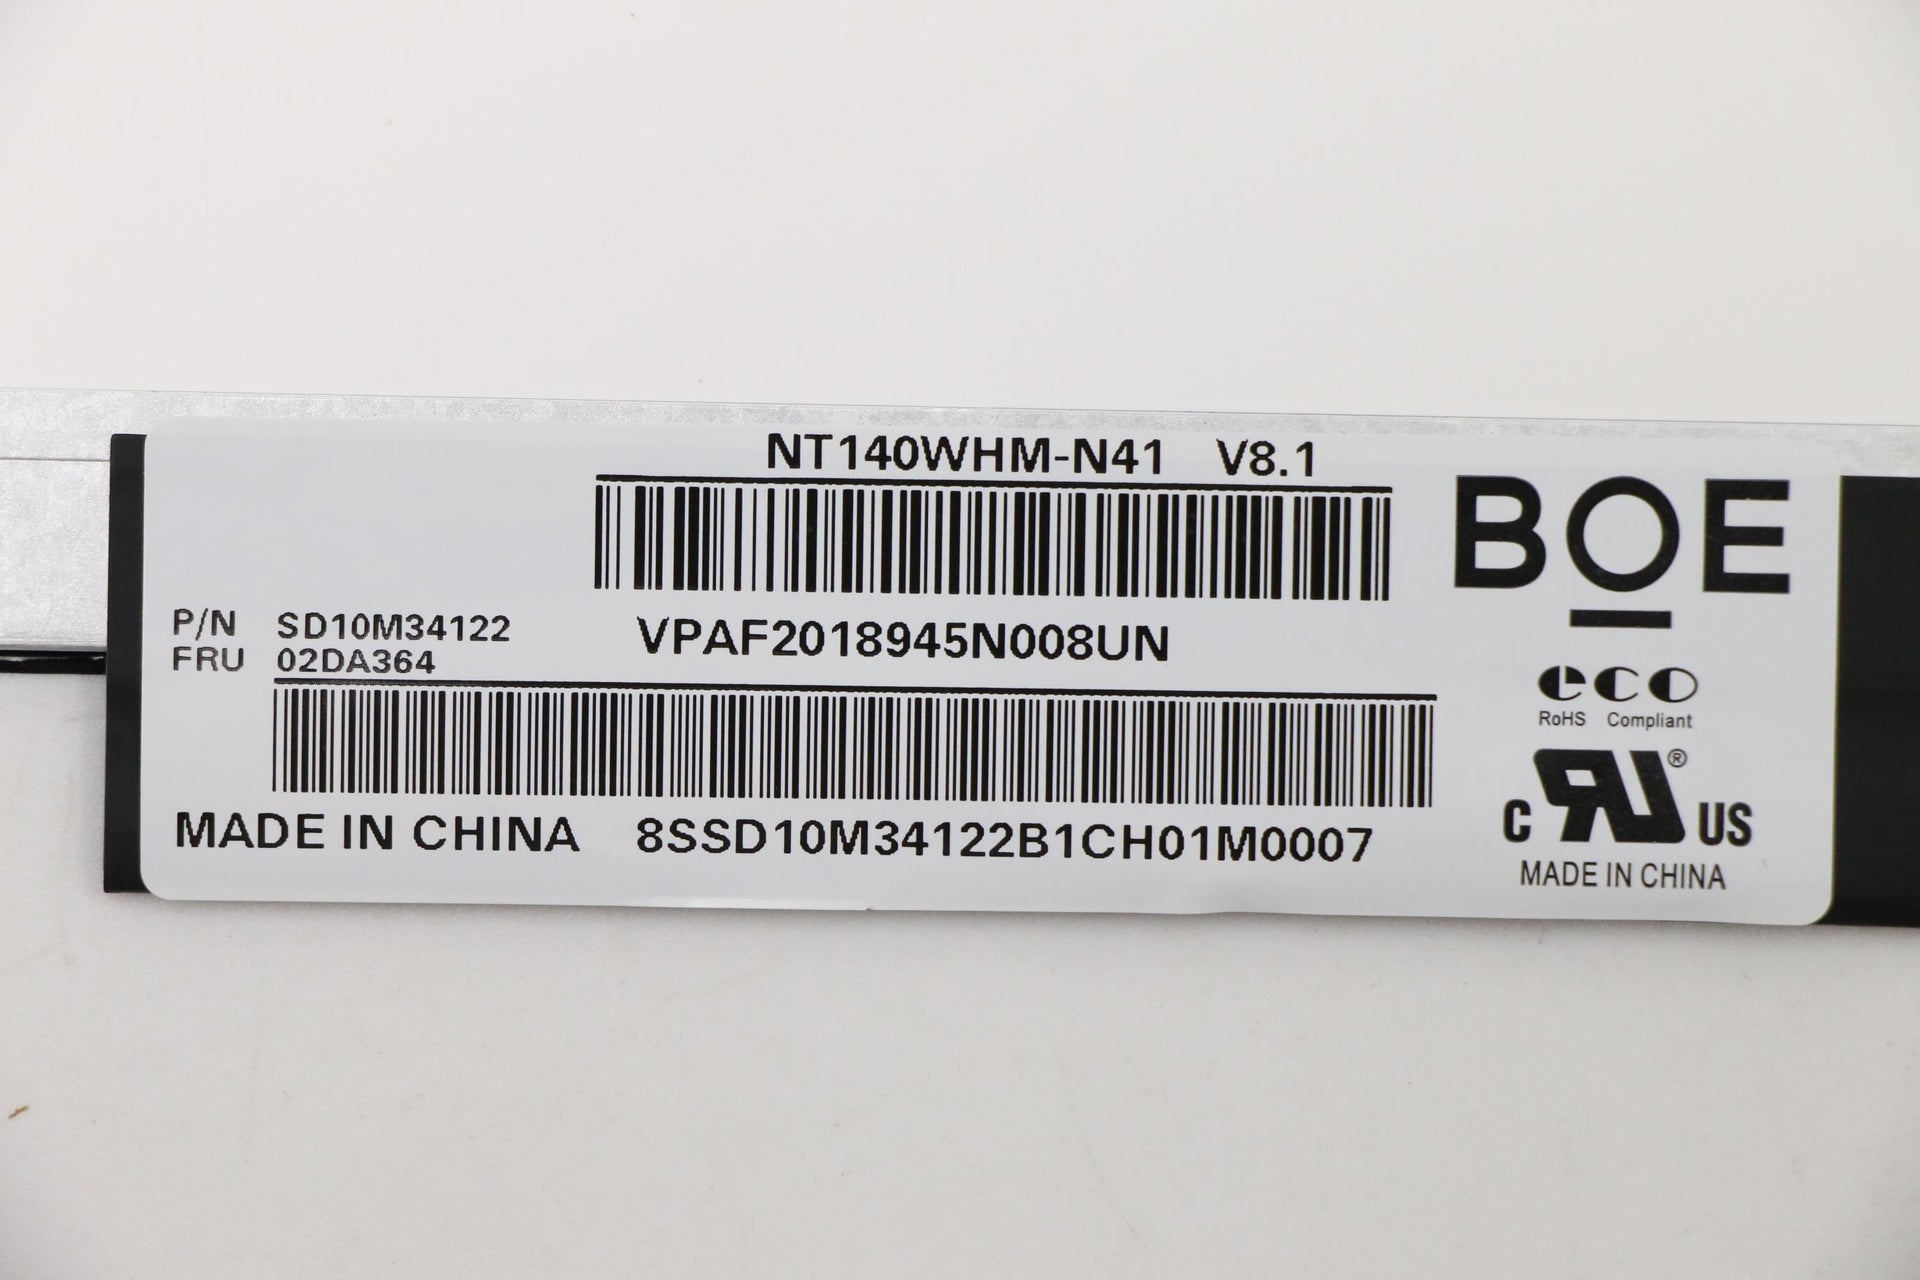 NT140WHM-N41 V8.1
BOE
P/N SD10M34122
FRU 02DA364
VPAF2018945N008UN
eco
RoHS Compliant
MADE IN CHINA 8SSD10M34122B1CH01M0007
C RU ® US
MADE IN CHINA